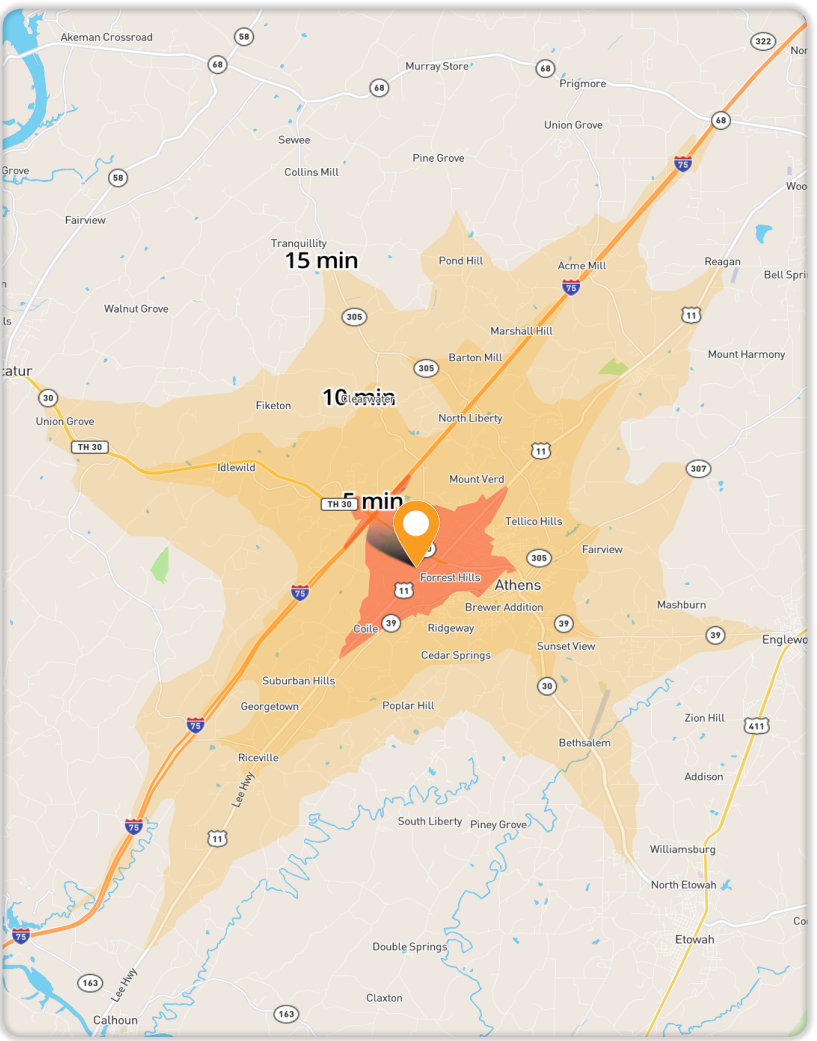 Akeman Crossroad
58
322
Nor
68
Murray Store
68
68
Prigmore
68
Union Grove
Sewee
Pine Grove
75
Grove
58
Collins Mill
Woo
Fairview
Tranquillity
15 min
Pond Hill
Acme Mill
Reagan
Bell Spri
n
75
Walnut Grove
305
11
ls
Marshall Hill
Barton Mill
Mount Harmony
catur
305
30
10 min
Clearwater
Fiketon
Union Grove
North Liberty
TH 30
11
Idlewild
307
Mount Verd
5 min
TH 30
Tellico Hills
Fairview
305
Forrest Hills
Athens
75
11
Brewer Addition
Mashburn
Coile
39
Ridgeway
39
39
Englewo
Sunset View
Cedar Springs
Suburban Hills
30
Georgetown
Poplar Hill
Zion Hill
75
411
Bethsalem
Riceville
Addison
Lee Hwy
75
South Liberty
Piney Grove
11
Williamsburg
North Etowah
Co
75
Etowah
Double Springs
163
Lee Hwy
Claxton
163
Calhoun